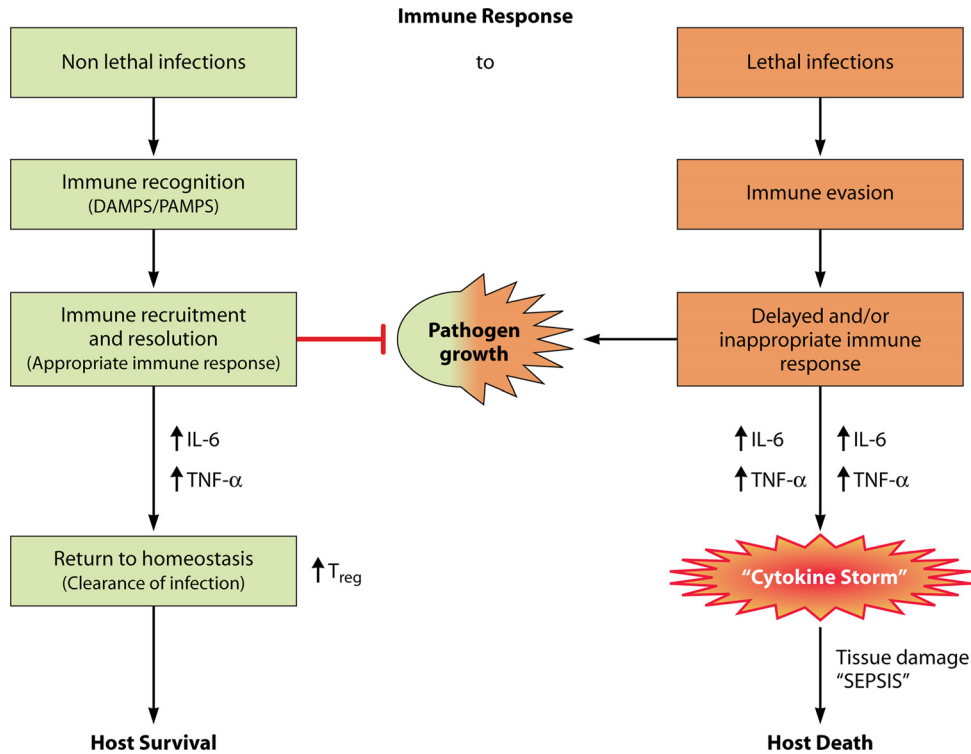 Immune Response
to
Non lethal infections
Immune recognition
(DAMPS/PAMPS)
Immune recruitment
and resolution
(Appropriate immune response)
↑ IL-6
↑ TNF-α
Return to homeostasis
(Clearance of infection)
↑ Treg
Host Survival
Pathogen
growth
Lethal infections
Immune evasion
Delayed and/or
inappropriate immune
response
↑ IL-6
↑ TNF-α
↑ IL-6
↑ TNF-α
“Cytokine Storm”
Tissue damage
“SEPSIS”
Host Death